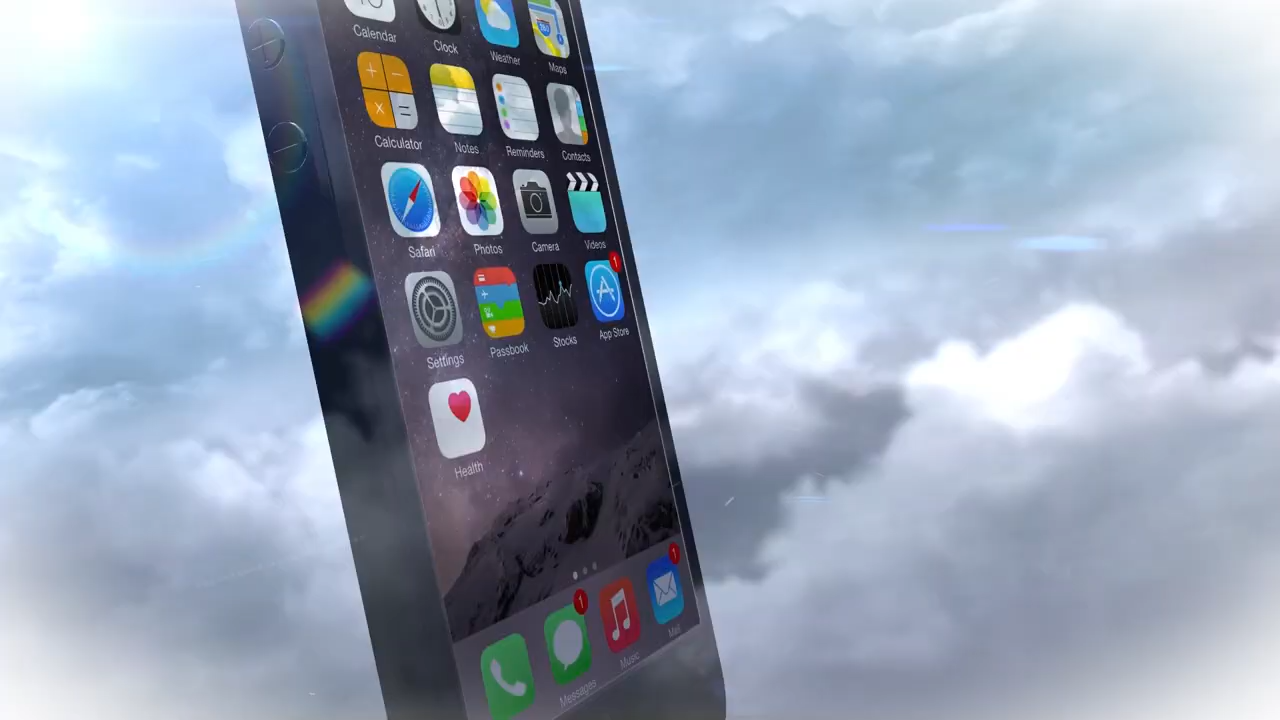 Calendar
Clock
Weather
Maps
Calculator
Notes
Reminders
Contacts
Safari
Photos
Camera
Videos
1
Settings
Passbook
Stocks
App Store
Health
1
1
Messages
Music
Mail